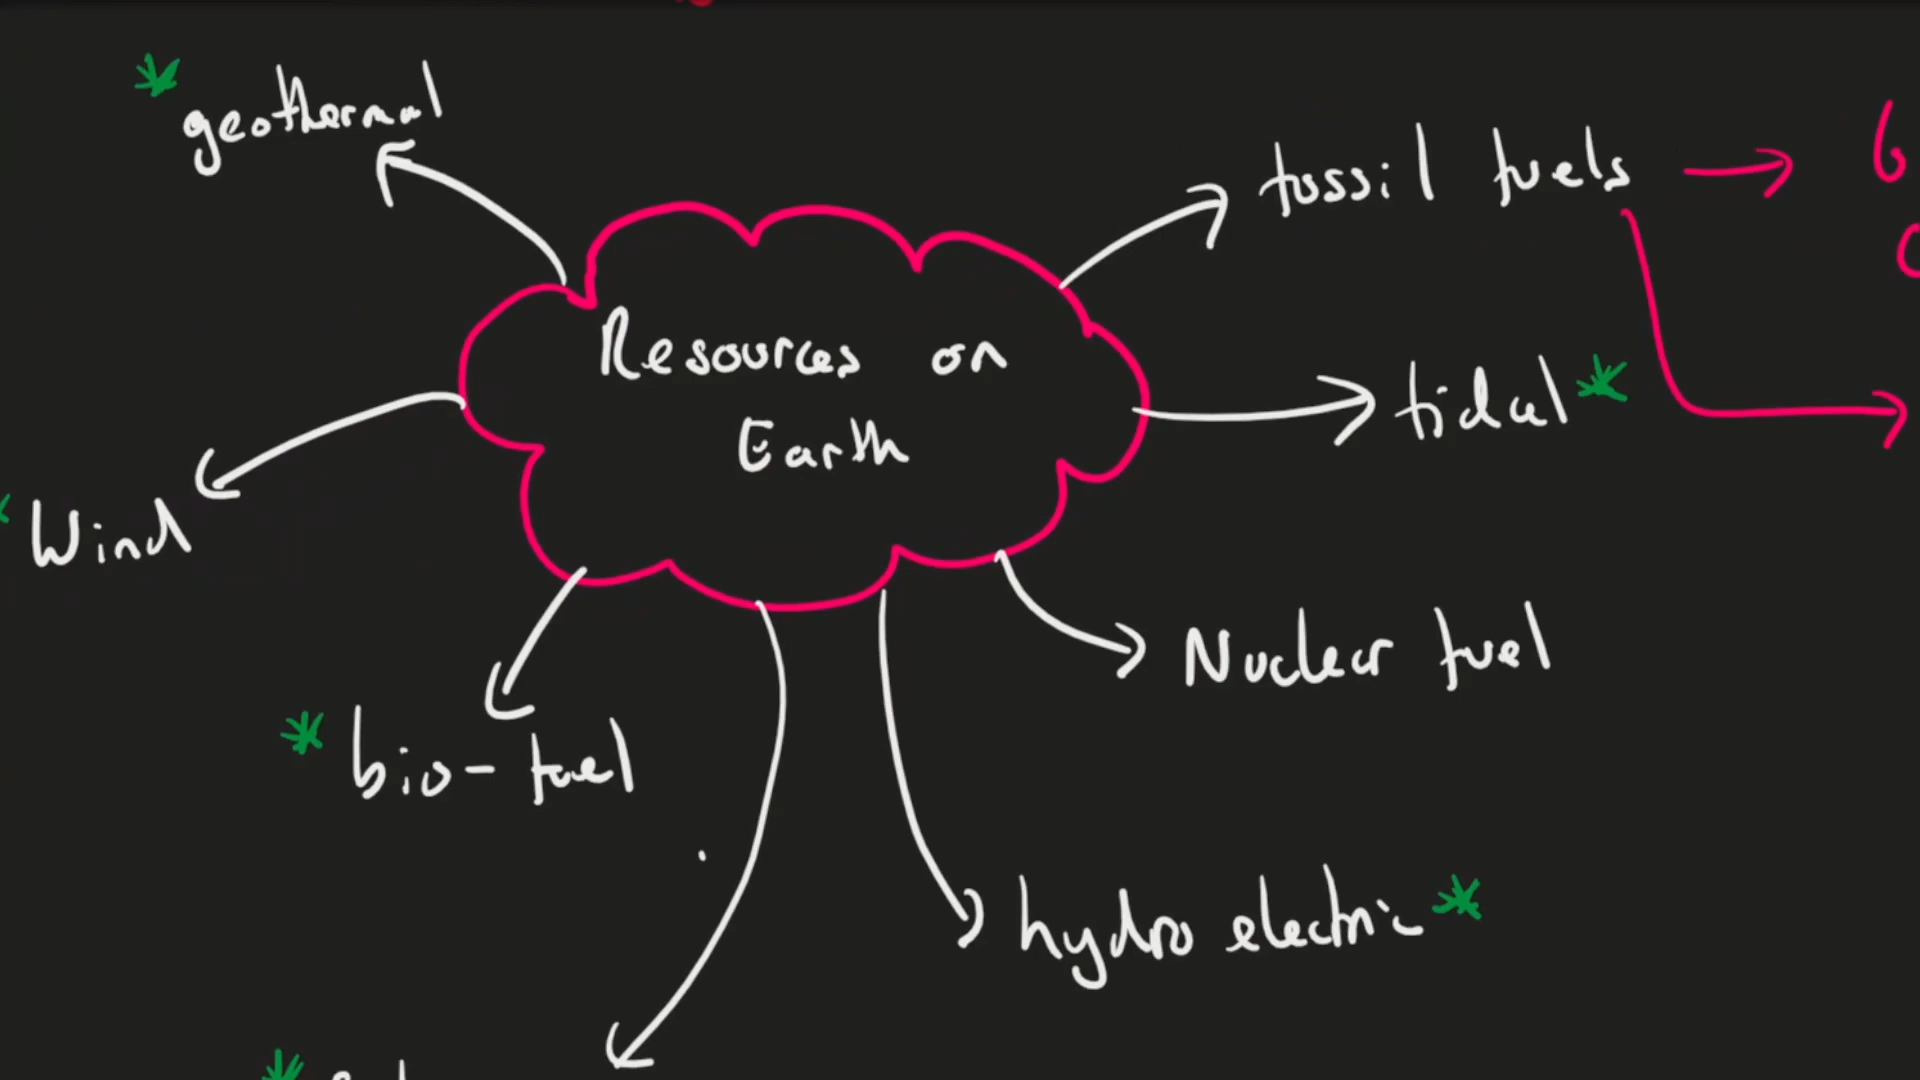 geothermal
fossil fuels
Resources on
Earth
tidal
Wind
Nuclear fuel
bio-fuel
hydro electric